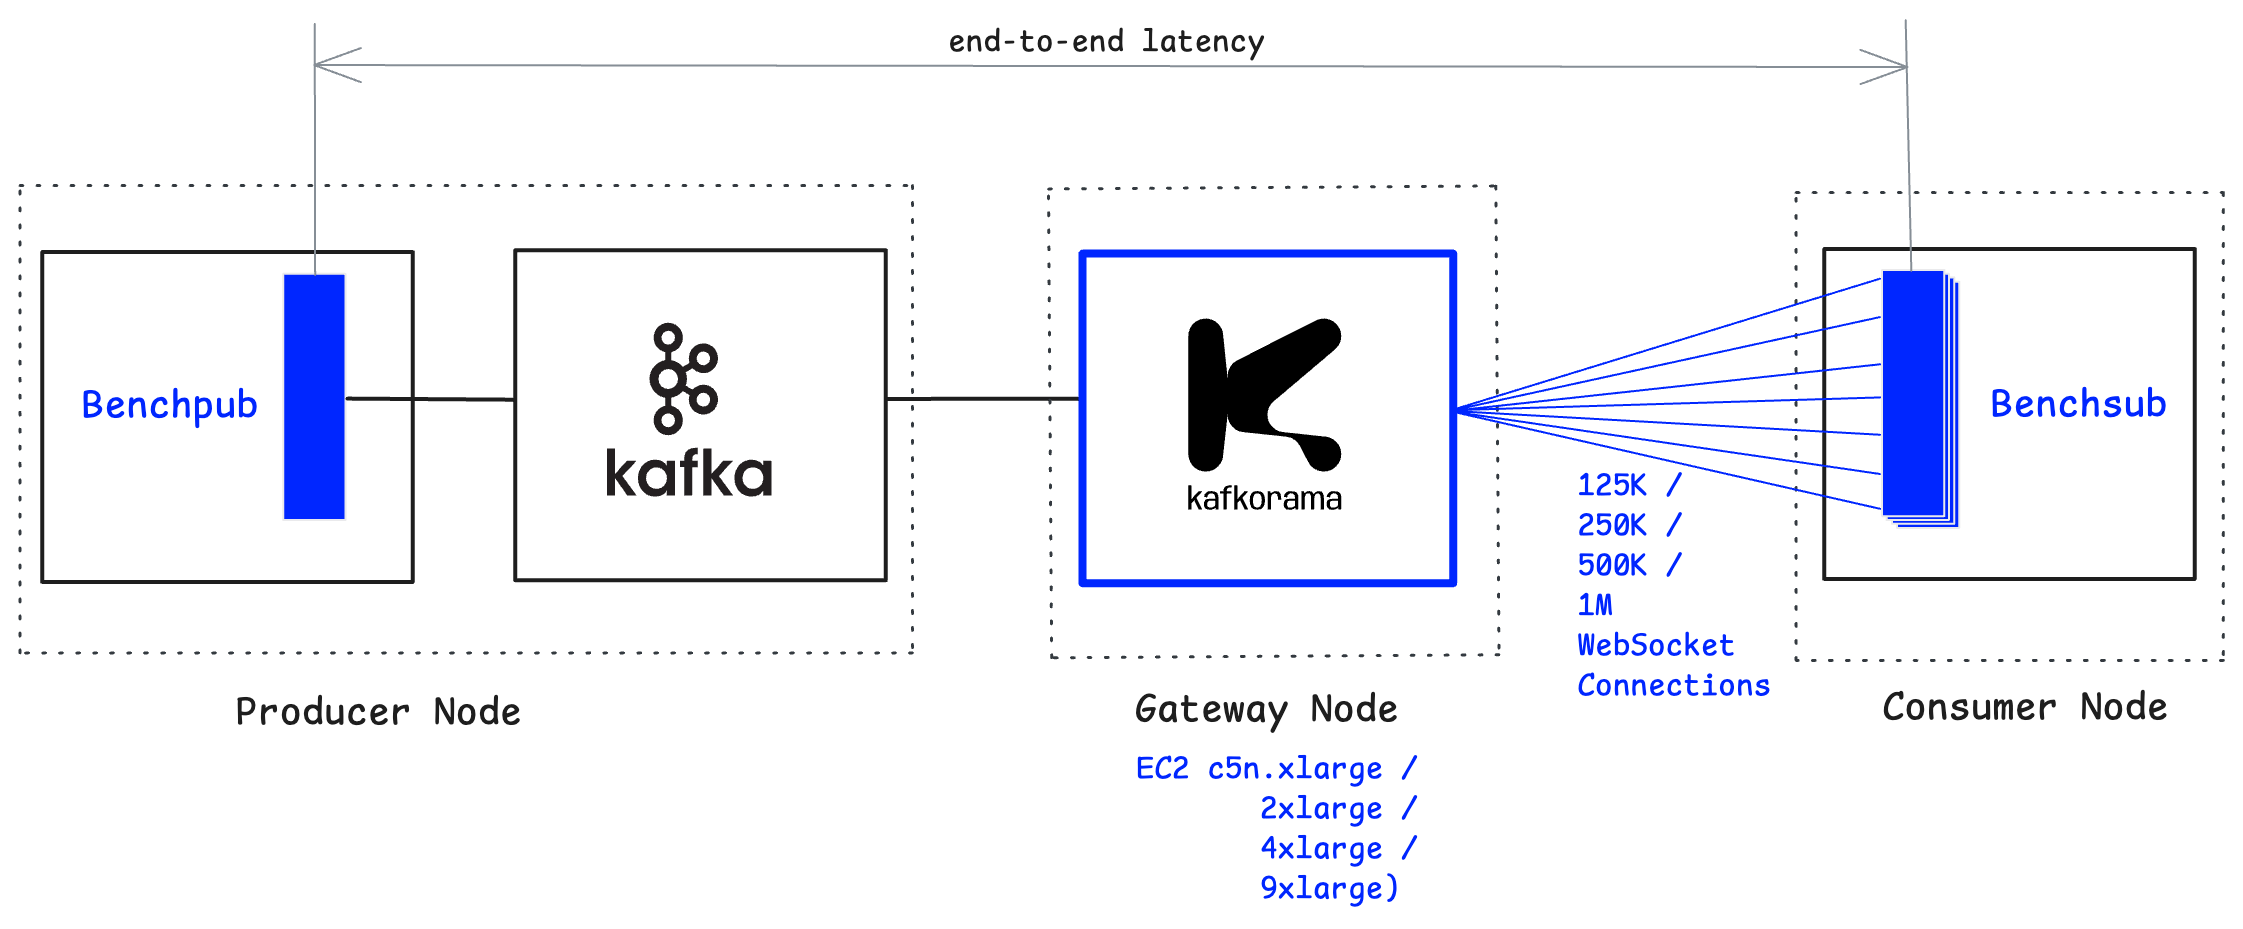 end-to-end latency
Benchpub
kafka
kafkorama
Benchsub
125K /
250K /
500K /
1M
WebSocket
Connections
Producer Node
Gateway Node
Consumer Node
EC2 c5n.xlarge /
2xlarge /
4xlarge /
9xlarge)